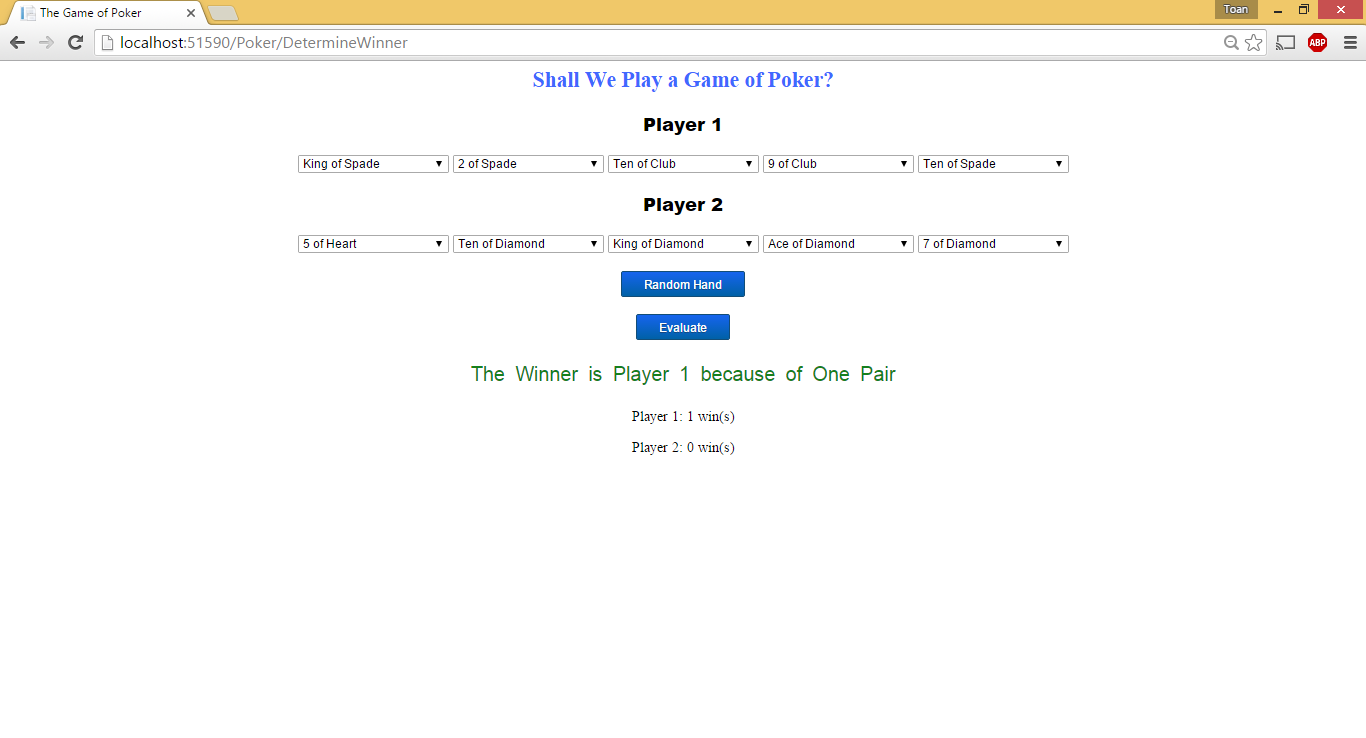 The Game of Poker
Toan
localhost:51590/Poker/DetermineWinner
ABP
Shall We Play a Game of Poker?
Player 1
King of Spade 2 of Spade Ten of Club 9 of Club Ten of Spade
Player 2
5 of Heart Ten of Diamond King of Diamond Ace of Diamond 7 of Diamond
Random Hand
Evaluate
The Winner is Player 1 because of One Pair
Player 1: 1 win(s)
Player 2: 0 win(s)